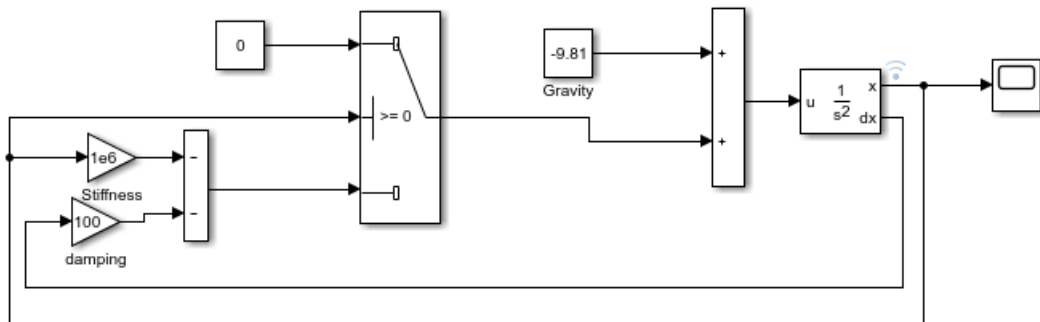 0
-9.81
Gravity
+
+
u
1
s2
x
dx
>= 0
1e6
Stiffness
-
-
100
damping